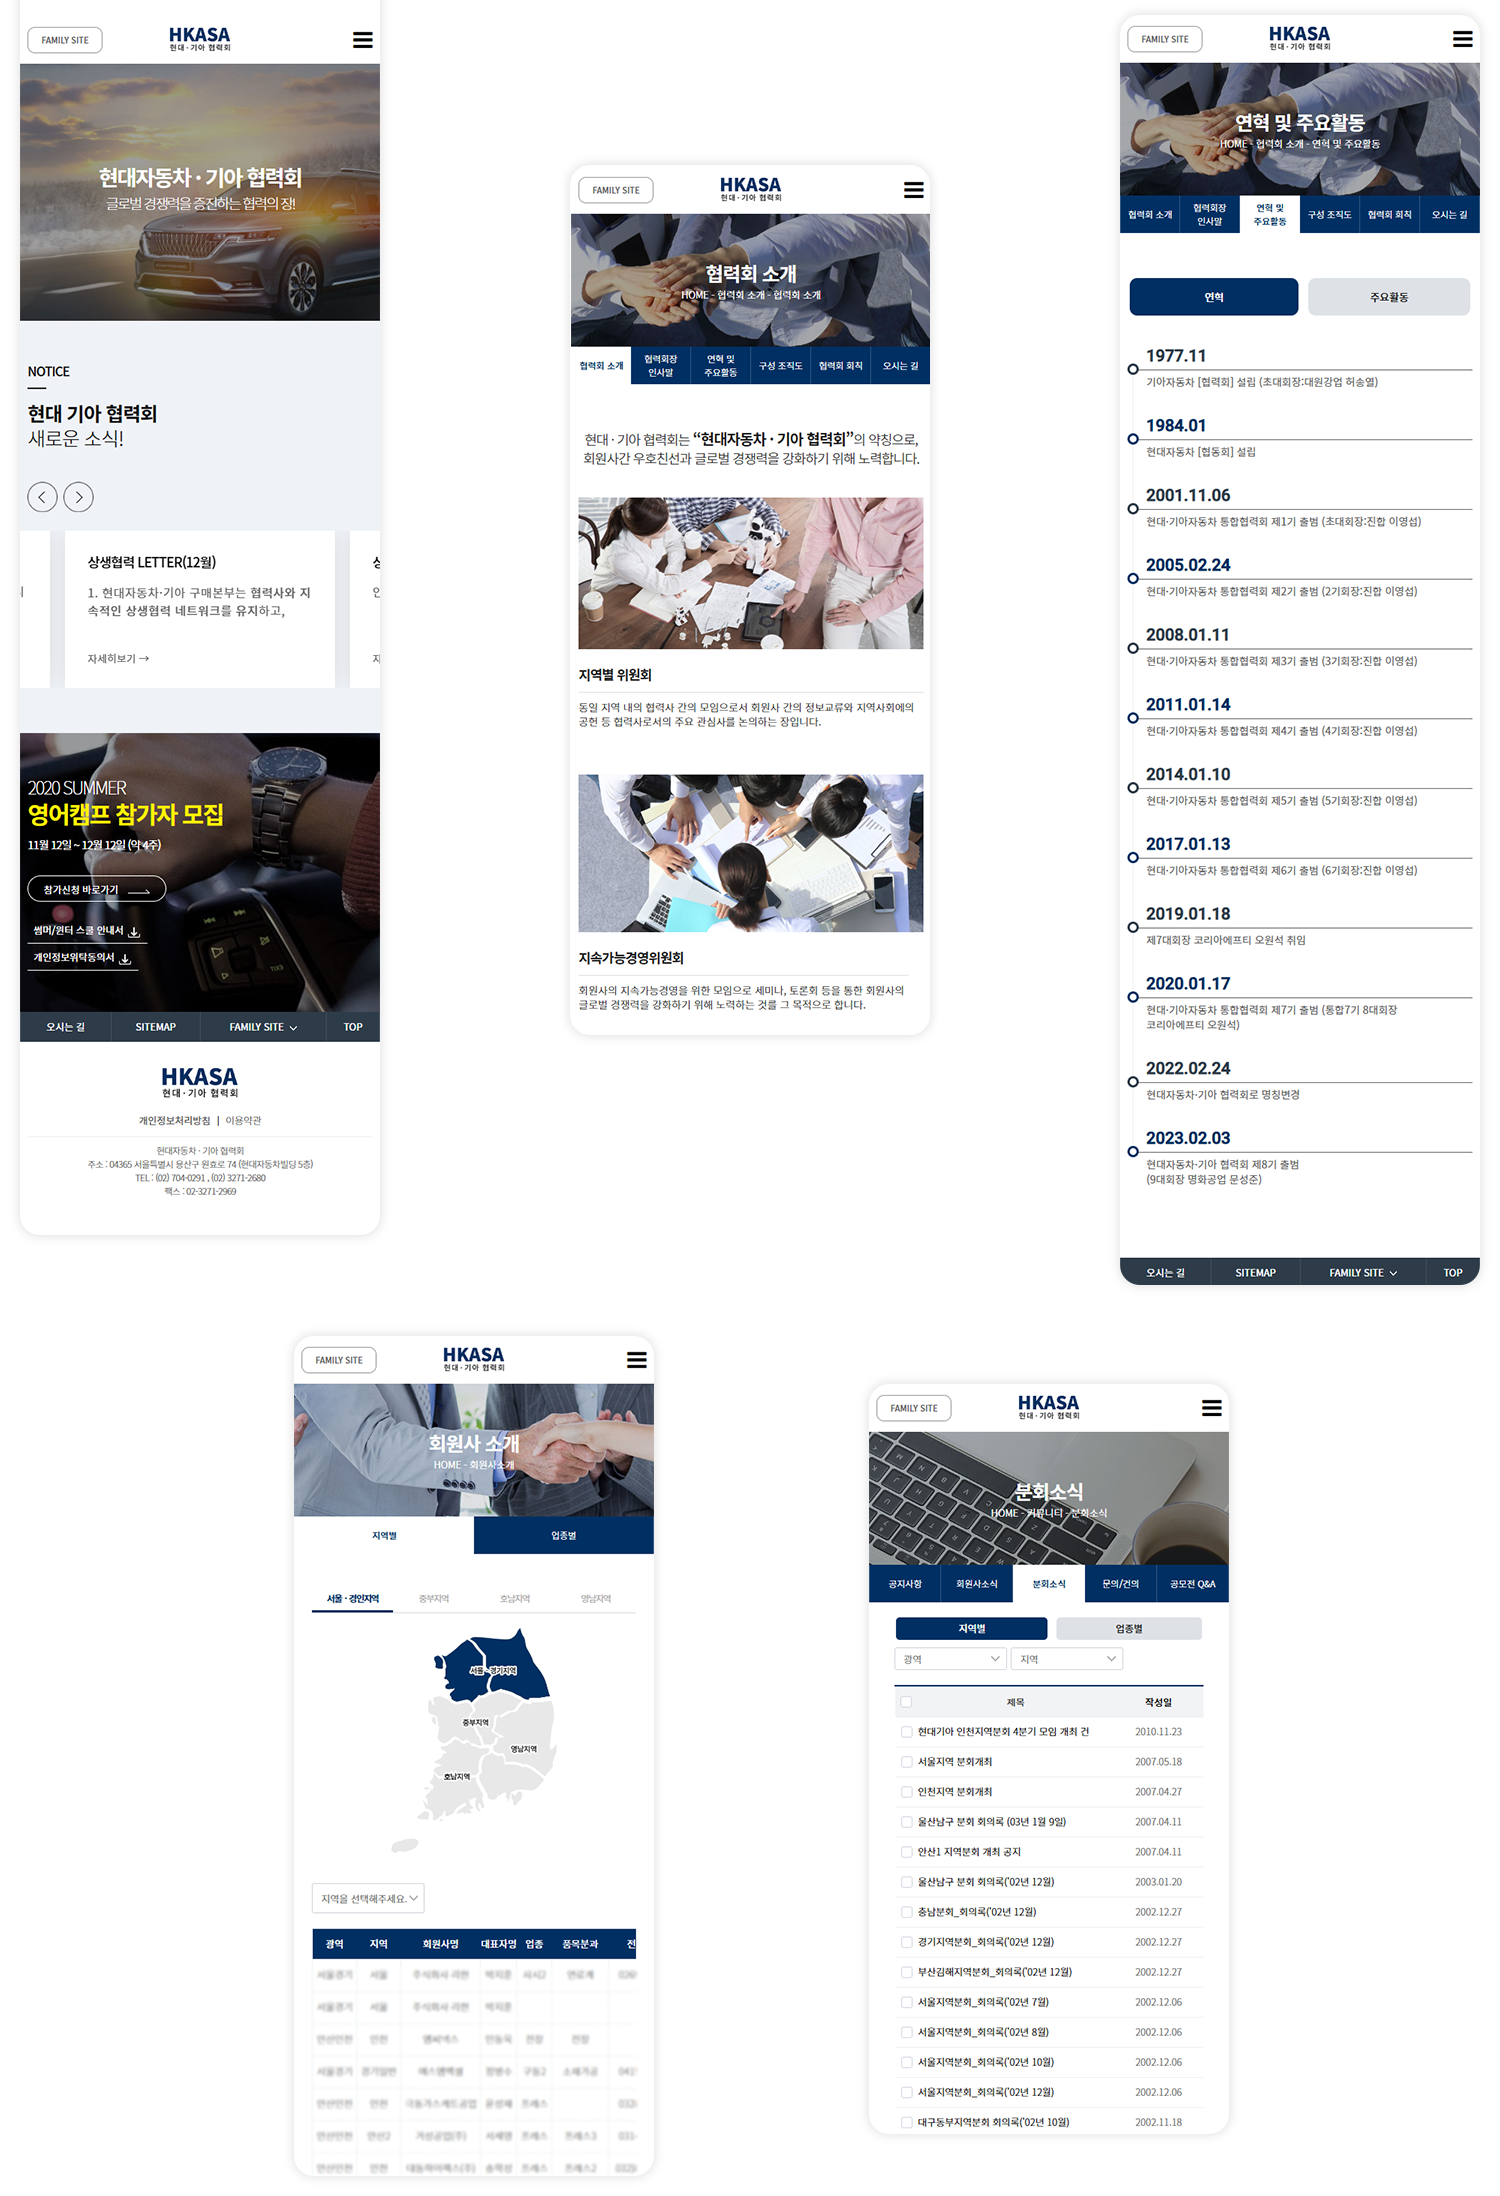 FAMILY SITE
HKASA
현대 · 기아 협력회
현대자동차 · 기아 협력회
글로벌 경쟁력을 증진하는 협력의 장!
NOTICE
현대 기아 협력회
새로운 소식!
상생협력 LETTER(12월)
1. 현대자동차·기아 구매본부는 협력사와 지
속적인 상생협력 네트워크를 유지하고,
자세히보기 →
2020 SUMMER
영어캠프 참가자 모집
11월 12일 ~ 12월 12일 (약 4주)
참가신청 바로가기
썸머/윈터 스쿨 안내서
개인정보위탁동의서
오시는 길 SITEMAP FAMILY SITE TOP
HKASA
현대 · 기아 협력회
개인정보처리방침 | 이용약관
현대자동차 · 기아 협력회
주소 : 04365 서울특별시 용산구 원효로 74 (현대자동차빌딩 5층)
TEL : (02) 704-0291 , (02) 3271-2680
팩스 : 02-3271-2969
FAMILY SITE
HKASA
현대 · 기아 협력회
협력회 소개
HOME - 협력회 소개 - 협력회 소개
협력회 소개 협력회장 인사말 연혁 및 주요활동 구성 조직도 협력회 회칙 오시는 길
현대 · 기아 협력회는 “현대자동차 · 기아 협력회”의 약칭으로,
회원사간 우호친선과 글로벌 경쟁력을 강화하기 위해 노력합니다.
지역별 위원회
동일 지역 내의 협력사 간의 모임으로서 회원사 간의 정보교류와 지역사회에의
공헌 등 협력사로서의 주요 관심사를 논의하는 장입니다.
지속가능경영위원회
회원사의 지속가능경영을 위한 모임으로 세미나, 토론회 등을 통한 회원사의
글로벌 경쟁력을 강화하기 위해 노력하는 것를 그 목적으로 합니다.
FAMILY SITE
HKASA
현대 · 기아 협력회
연혁 및 주요활동
HOME - 협력회 소개 - 연혁 및 주요활동
협력회 소개 협력회장 인사말 연혁 및 주요활동 구성 조직도 협력회 회칙 오시는 길
연혁 주요활동
1977.11
기아자동차 [협력회] 설립 (초대회장:대원강업 허송열)
1984.01
현대자동차 [협동회] 설립
2001.11.06
현대·기아자동차 통합협력회 제1기 출범 (초대회장:진합 이영섭)
2005.02.24
현대·기아자동차 통합협력회 제2기 출범 (2기회장:진합 이영섭)
2008.01.11
현대·기아자동차 통합협력회 제3기 출범 (3기회장:진합 이영섭)
2011.01.14
현대·기아자동차 통합협력회 제4기 출범 (4기회장:진합 이영섭)
2014.01.10
현대·기아자동차 통합협력회 제5기 출범 (5기회장:진합 이영섭)
2017.01.13
현대·기아자동차 통합협력회 제6기 출범 (6기회장:진합 이영섭)
2019.01.18
제7대회장 코리아에프티 오원석 취임
2020.01.17
현대·기아자동차 통합협력회 제7기 출범 (통합7기 8대회장
코리아에프티 오원석)
2022.02.24
현대자동차·기아 협력회로 명칭변경
2023.02.03
현대자동차·기아 협력회 제8기 출범
(9대회장 명화공업 문성준)
오시는 길 SITEMAP FAMILY SITE TOP
FAMILY SITE
HKASA
현대 · 기아 협력회
회원사 소개
HOME - 회원사소개
지역별 업종별
서울 · 경인지역 중부지역 호남지역 영남지역
서울 · 경기지역
중부지역
영남지역
호남지역
지역을 선택해주세요.
광역 지역 회원사명 대표자명 업종 품목분과 전
FAMILY SITE
HKASA
현대 · 기아 협력회
분회소식
HOME - 커뮤니티 - 분회소식
공지사항 회원사소식 분회소식 문의/건의 공모전 Q&A
지역별 업종별
광역 지역
제목 작성일
현대기아 인천지역분회 4분기 모임 개최 건 2010.11.23
서울지역 분회개최 2007.05.18
인천지역 분회개최 2007.04.27
울산남구 분회 회의록 (03년 1월 9일) 2007.04.11
안산1 지역분회 개최 공지 2007.04.11
울산남구 분회 회의록('02년 12월) 2003.01.20
충남분회_회의록('02년 12월) 2002.12.27
경기지역분회_회의록('02년 12월) 2002.12.27
부산김해지역분회_회의록('02년 12월) 2002.12.27
서울지역분회_회의록('02년 7월) 2002.12.06
서울지역분회_회의록('02년 8월) 2002.12.06
서울지역분회_회의록('02년 10월) 2002.12.06
서울지역분회_회의록('02년 12월) 2002.12.06
대구동부지역분회 회의록('02년 10월) 2002.11.18